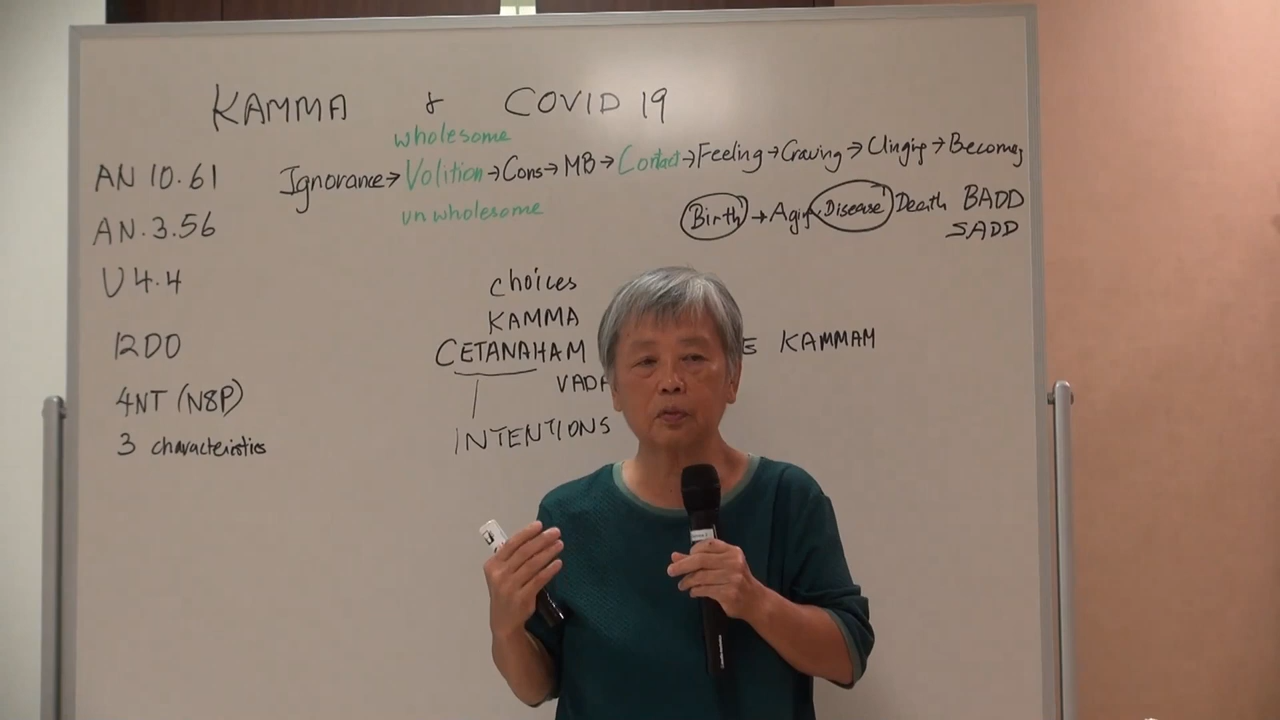 KAMMA & COVID 19
wholesome
AN 10.61
Ignorance → Volition → Cons → MB → Contact → Feeling → Craving → Clinging → Becoming
unwholesome
Birth → Aging Disease Death BADD
SADD
AN.3.56
U 4.4
12DO
4NT (N8P)
3 characteristics
choices
KAMMA
CETANAHAM KAMMAM
INTENTIONS